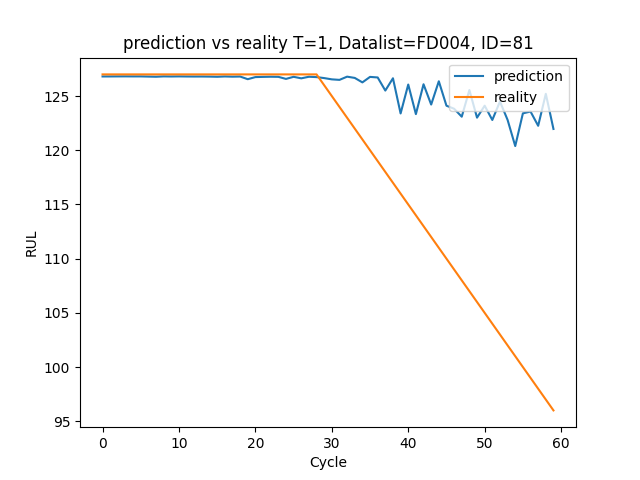 prediction vs reality T=1, Datalist=FD004, ID=81
prediction
reality
125
120
115
110
105
100
95
RUL
0 10 20 30 40 50 60
Cycle